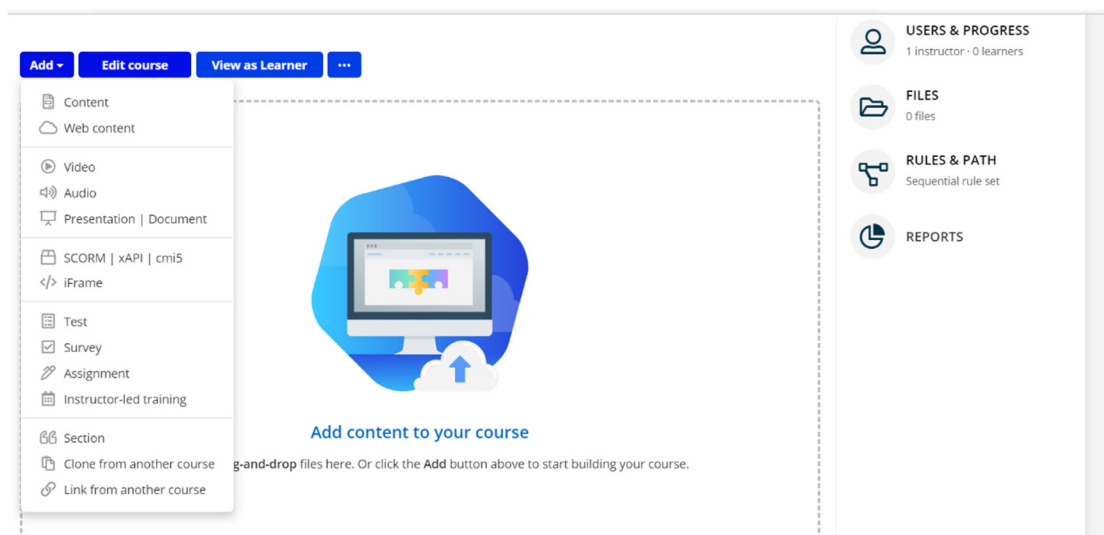 Add
Edit course
View as Learner
...
Content
Web content
Video
Audio
Presentation | Document
SCORM | xAPI | cmi5
</> iFrame
Test
Survey
Assignment
Instructor-led training
Section
Clone from another course
Link from another course
Add content to your course
g-and-drop files here. Or click the Add button above to start building your course.
USERS & PROGRESS
1 instructor · 0 learners
FILES
0 files
RULES & PATH
Sequential rule set
REPORTS